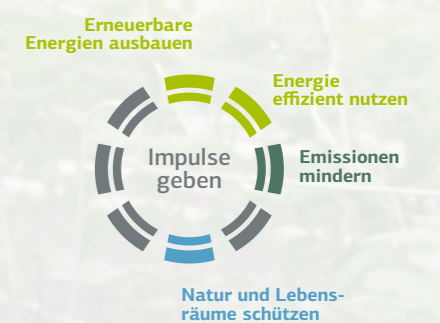 Erneuerbare
Energien ausbauen
Energie
effizient nutzen
Impulse
geben
Emissionen
mindern
Natur und Lebens-
räume schützen